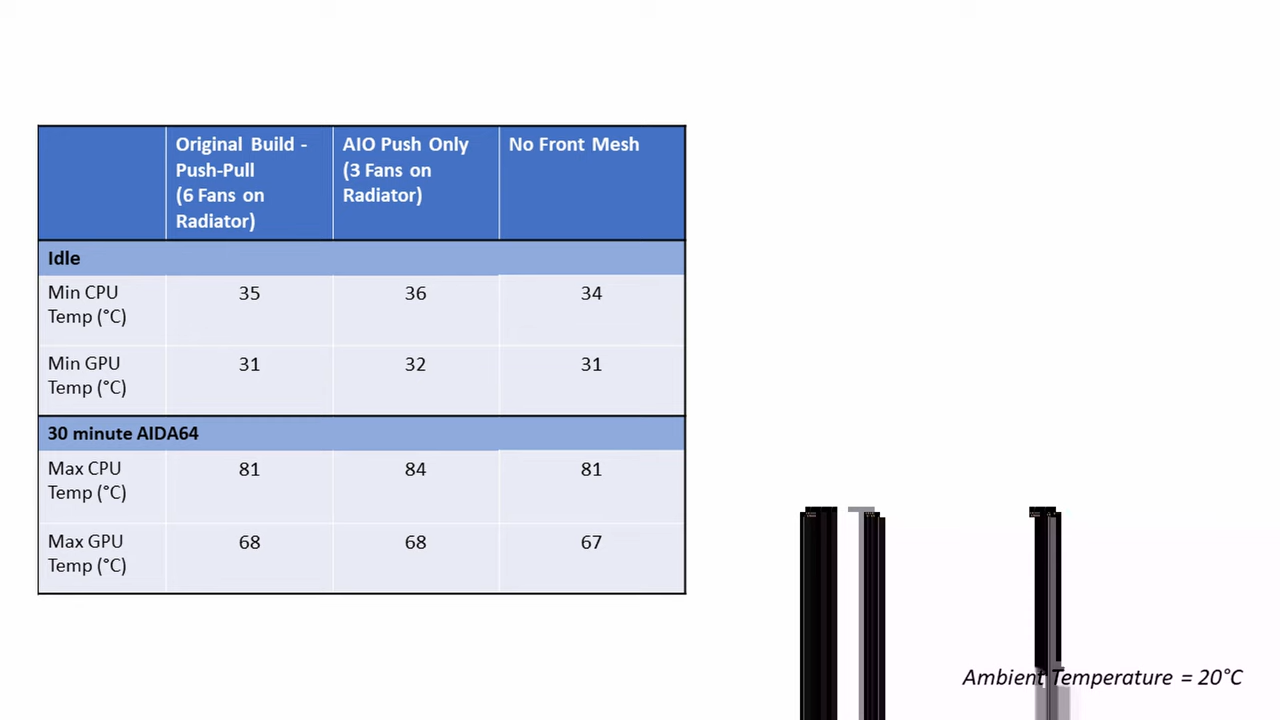 Original Build -
Push-Pull
(6 Fans on
Radiator)
AIO Push Only
(3 Fans on
Radiator)
No Front Mesh
Idle
Min CPU
Temp (°C)
35
36
34
Min GPU
Temp (°C)
31
32
31
30 minute AIDA64
Max CPU
Temp (°C)
81
84
81
Max GPU
Temp (°C)
68
68
67
Ambient Temperature = 20°C